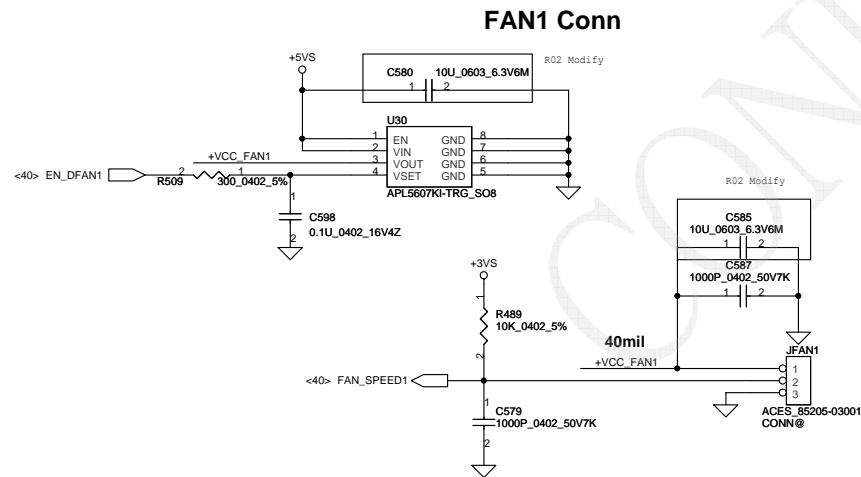 FAN1 Conn
+5VS
R02 Modify
C580 10U_0603_6.3V6M
1 2
U30
1 EN GND 8
2 VIN GND 7
3 VOUT GND 6
4 VSET GND 5
APL5607KI-TRG_SO8
+VCC_FAN1
<40> EN_DFAN1
2 1
R509 300_0402_5%
1
C598
0.1U_0402_16V4Z
2
R02 Modify
C585
10U_0603_6.3V6M
1 2
C587
1000P_0402_50V7K
1 2
+3VS
1
R489
10K_0402_5%
2
40mil
+VCC_FAN1
<40> FAN_SPEED1
JFAN1
1
2
3
ACES_85205-03001
CONN@
1
C579
1000P_0402_50V7K
2
CONF